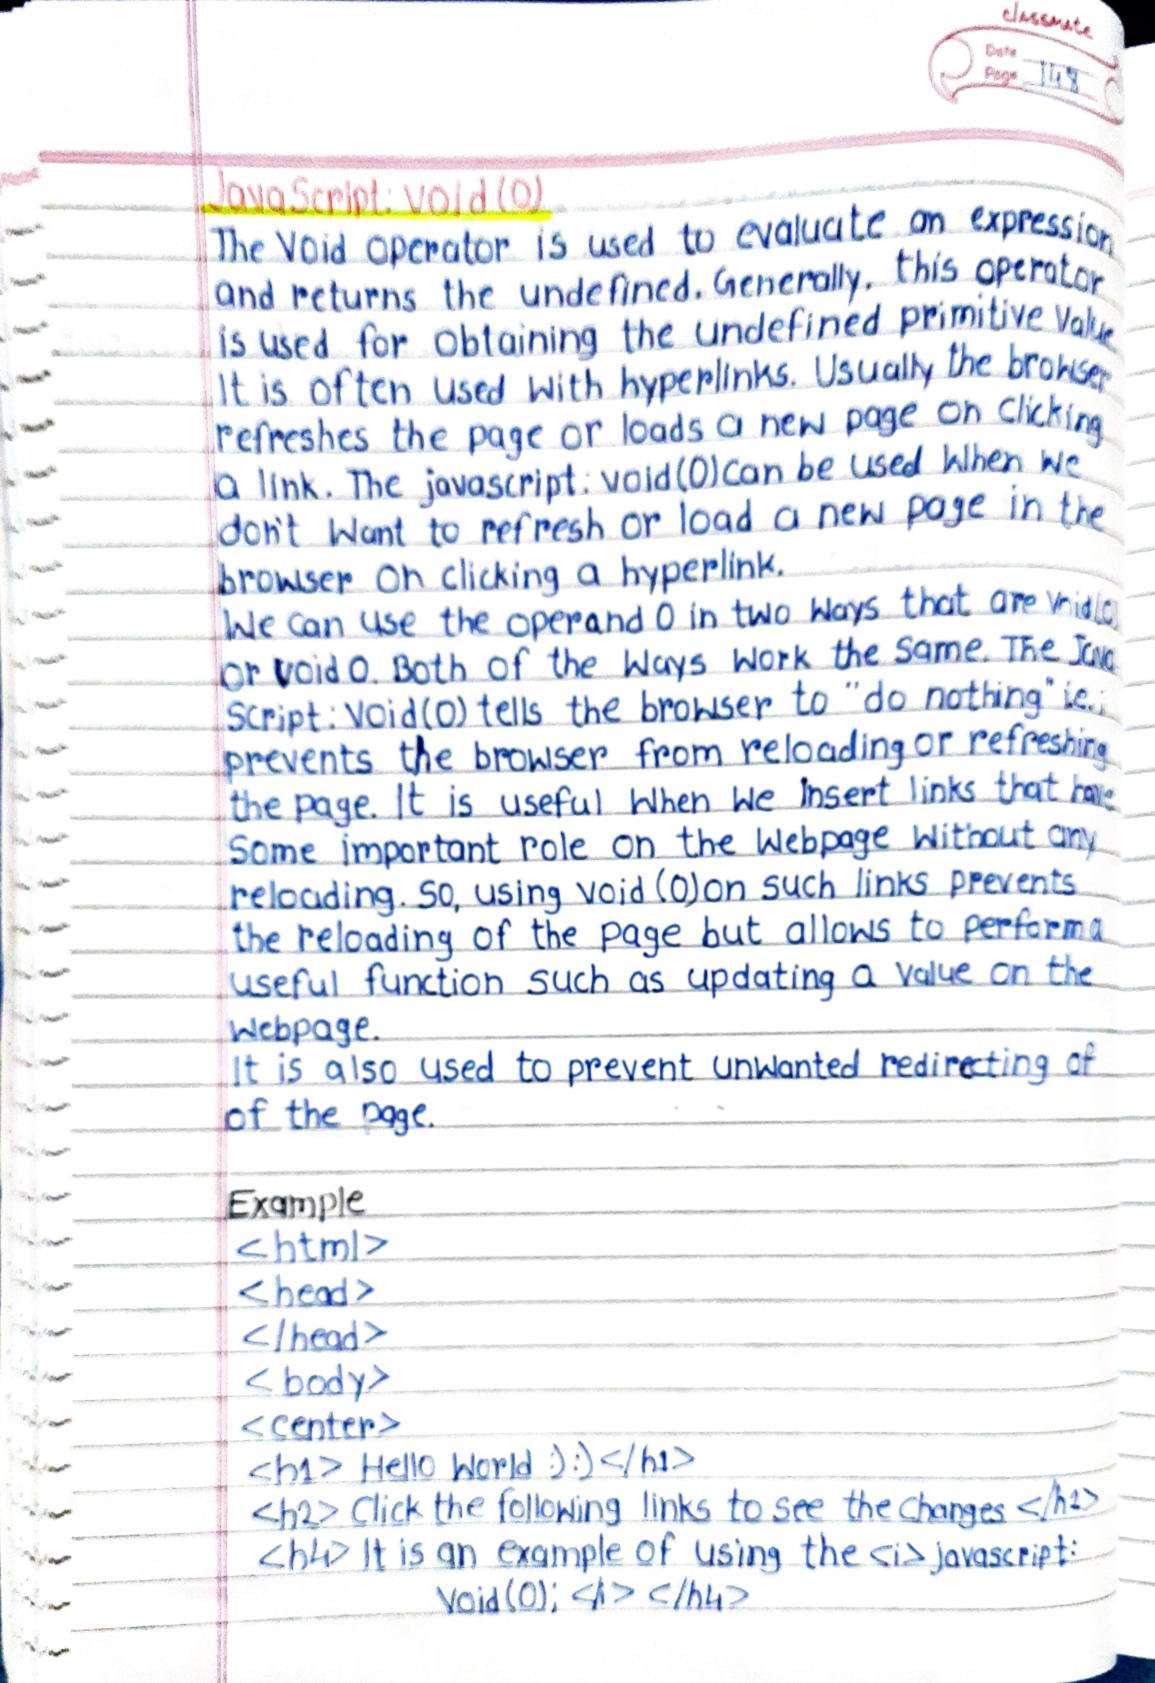 classmate
Date
Page 148
JavaScript: void(0)
The Void operator is used to evaluate an expression
and returns the undefined. Generally, this operator
is used for obtaining the undefined primitive Value
It is often used with hyperlinks. Usually the browser
refreshes the page or loads a new page on clicking
a link. The javascript: void(0) can be used when we
don't want to refresh or load a new page in the
browser on clicking a hyperlink.
We can use the operand 0 in two ways that are void(0)
or void 0. Both of the ways work the same. The Java
Script: Void(0) tells the browser to "do nothing" i.e.;
prevents the browser from reloading or refreshing
the page. It is useful when we insert links that have
Some important role on the Webpage without any
reloading. So, using void (0) on such links prevents
the reloading of the page but allows to perform a
useful function such as updating a value on the
Webpage.
It is also used to prevent unwanted redirecting of
of the page.
Example
<html>
<head>
</head>
<body>
<center>
<h1> Hello World :) :) </h1>
<h2> Click the following links to see the changes </h2>
<h4> It is an example of using the <i> javascript:
Void(0); </i> </h4>